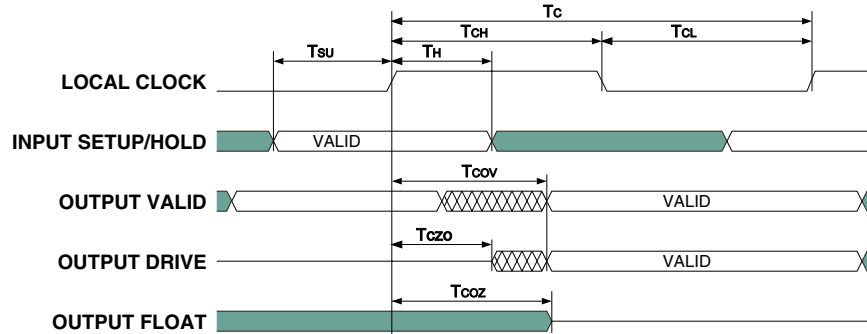 Tc
TCH TCL
TSU TH
LOCAL CLOCK
INPUT SETUP/HOLD VALID
TCOV
OUTPUT VALID VALID
TCZO
OUTPUT DRIVE VALID
TCOZ
OUTPUT FLOAT